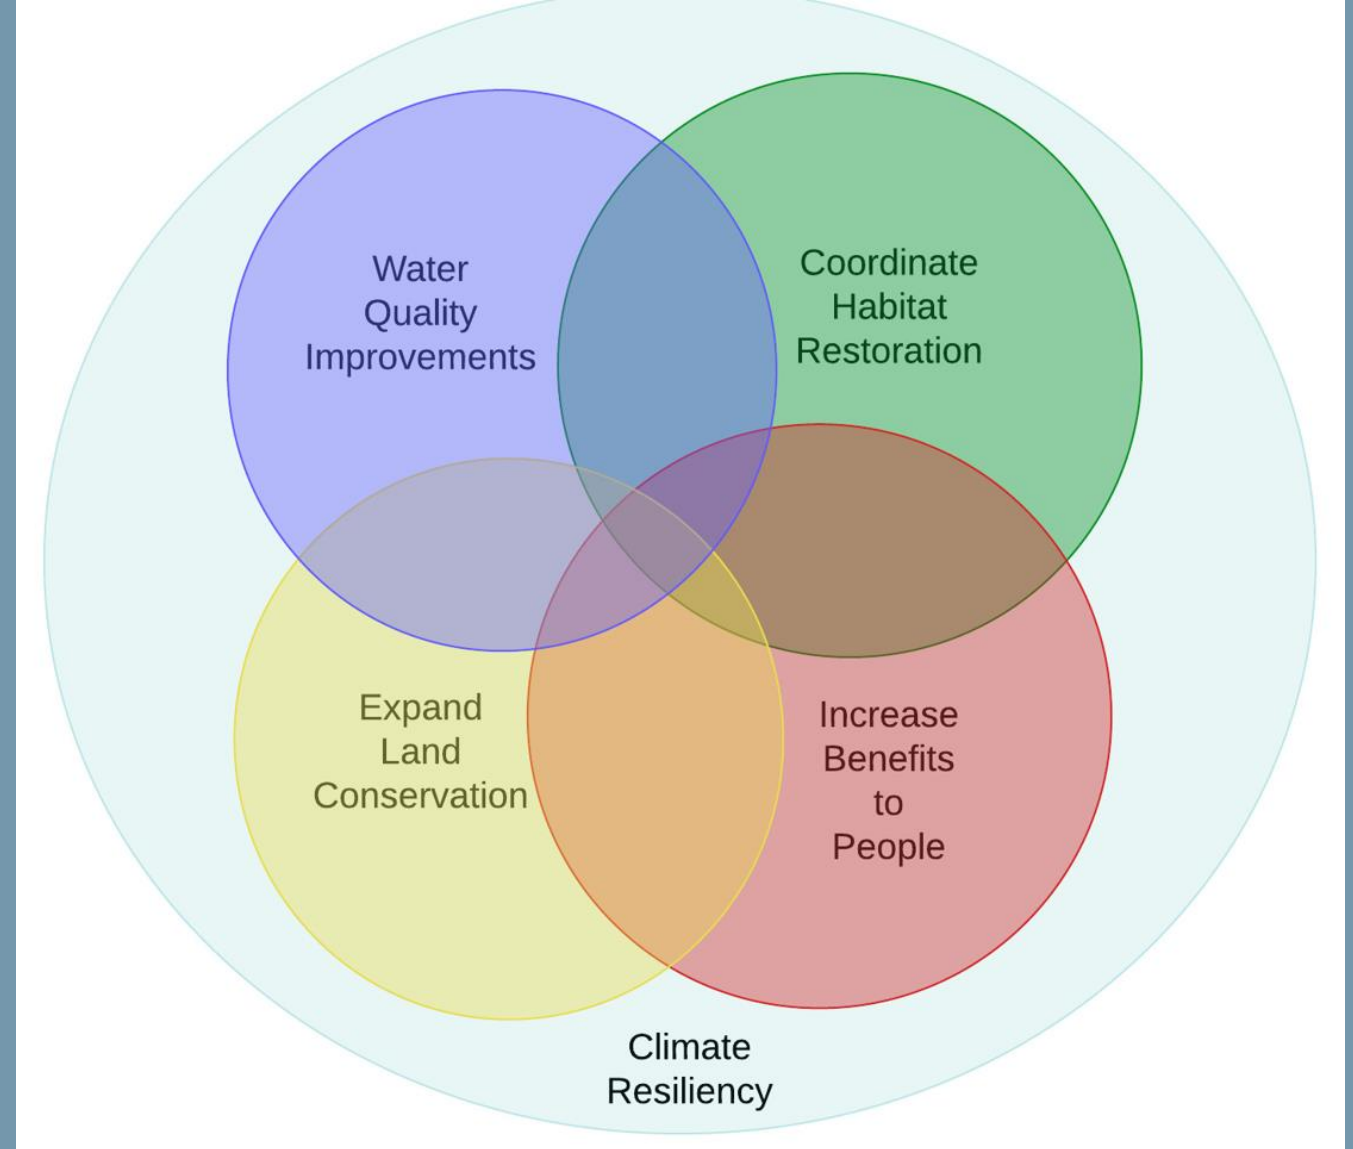 Water
Quality
Improvements
Coordinate
Habitat
Restoration
Expand
Land
Conservation
Increase
Benefits
to
People
Climate
Resiliency